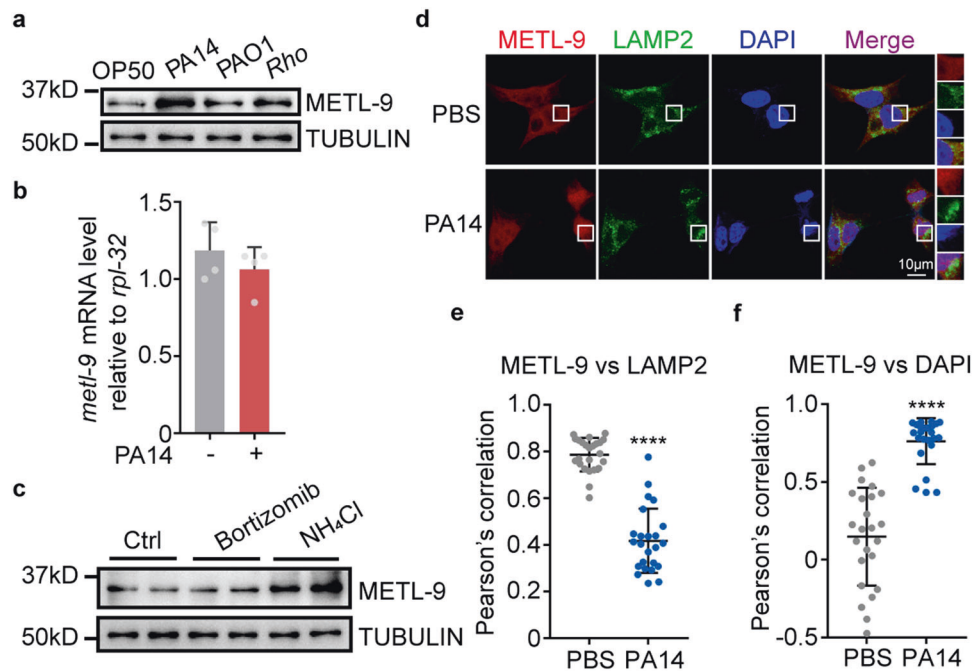 a
OP50 PA14 PAO1 Rho
37kD
METL-9
50kD
TUBULIN
b
metl-9 mRNA level
relative to rpl-32
1.5
1.0
0.5
0
PA14 - +
c
Ctrl Bortizomib NH₄Cl
37kD
METL-9
50kD
TUBULIN
d
METL-9 LAMP2 DAPI Merge
PBS
PA14
10μm
e
METL-9 vs LAMP2
Pearson's correlation
1.0
0.8
0.6
0.4
0.2
0
****
PBS PA14
f
METL-9 vs DAPI
Pearson's correlation
1.0
0.5
0
-0.5
****
PBS PA14